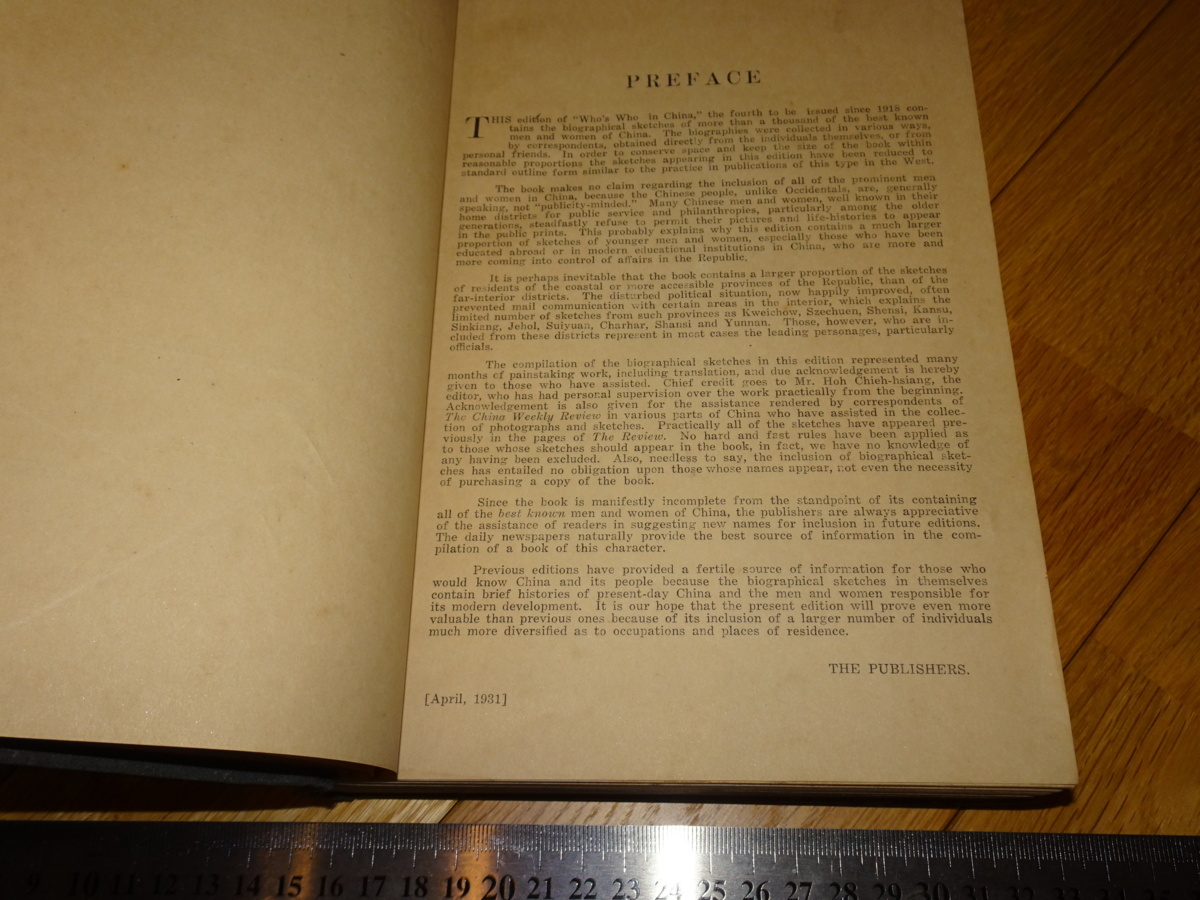 PREFACE
THIS edition of "Who's Who in China," the fourth to be issued since 1918 con-
tains the biographical sketches of more than a thousand of the best known
men and women of China. The biographies were collected in various ways,
by correspondents, obtained directly from the individuals themselves, or from
personal friends. In order to conserve space and keep the size of the book within
reasonable proportions the sketches appearing in this edition have been reduced to
standard outline form similar to the practice in publications of this type in the West.
The book makes no claim regarding the inclusion of all of the prominent men
and women in China, because the Chinese people, unlike Occidentals, are, generally
speaking, not "publicity-minded." Many Chinese men and women, well known in their
home districts for public service and philanthropies, particularly among the older
generations, steadfastly refuse to permit their pictures and life-histories to appear
in the public prints. This probably explains why this edition contains a much larger
proportion of sketches of younger men and women, especially those who have been
educated abroad or in modern educational institutions in China, who are more and
more coming into control of affairs in the Republic.
It is perhaps inevitable that the book contains a larger proportion of the sketches
of residents of the coastal or more accessible provinces of the Republic, than of the
far-interior districts. The disturbed political situation, now happily improved, often
prevented mail communication with certain areas in the interior, which explains the
limited number of sketches from such provinces as Kweichow, Szechuen, Shensi, Kansu,
Sinkiang, Jehol, Suiyuan, Charhar, Shansi and Yunnan. Those, however, who are in-
cluded from these districts represent in most cases the leading personages, particularly
officials.
The compilation of the biographical sketches in this edition represented many
months of painstaking work, including translation, and due acknowledgement is hereby
given to those who have assisted. Chief credit goes to Mr. Hoh Chieh-hsiang, the
editor, who has had personal supervision over the work practically from the beginning.
Acknowledgement is also given for the assistance rendered by correspondents of
The China Weekly Review in various parts of China who have assisted in the collec-
tion of photographs and sketches. Practically all of the sketches have appeared pre-
viously in the pages of The Review. No hard and fast rules have been applied as
to those whose sketches should appear in the book, in fact, we have no knowledge of
any having been excluded. Also, needless to say, the inclusion of biographical sket-
ches has entailed no obligation upon those whose names appear, not even the necessity
of purchasing a copy of the book.
Since the book is manifestly incomplete from the standpoint of its containing
all of the best known men and women of China, the publishers are always appreciative
of the assistance of readers in suggesting new names for inclusion in future editions.
The daily newspapers naturally provide the best source of information in the com-
pilation of a book of this character.
Previous editions have provided a fertile source of information for those who
would know China and its people because the biographical sketches in themselves
contain brief histories of present-day China and the men and women responsible for
its modern development. It is our hope that the present edition will prove even more
valuable than previous ones because of its inclusion of a larger number of individuals
much more diversified as to occupations and places of residence.
THE PUBLISHERS.
[April, 1931]
9 10 11 12 13 14 15 16 17 18 19 20 21 22 23 24 25 26 27 28 29 30 31 32 33 34